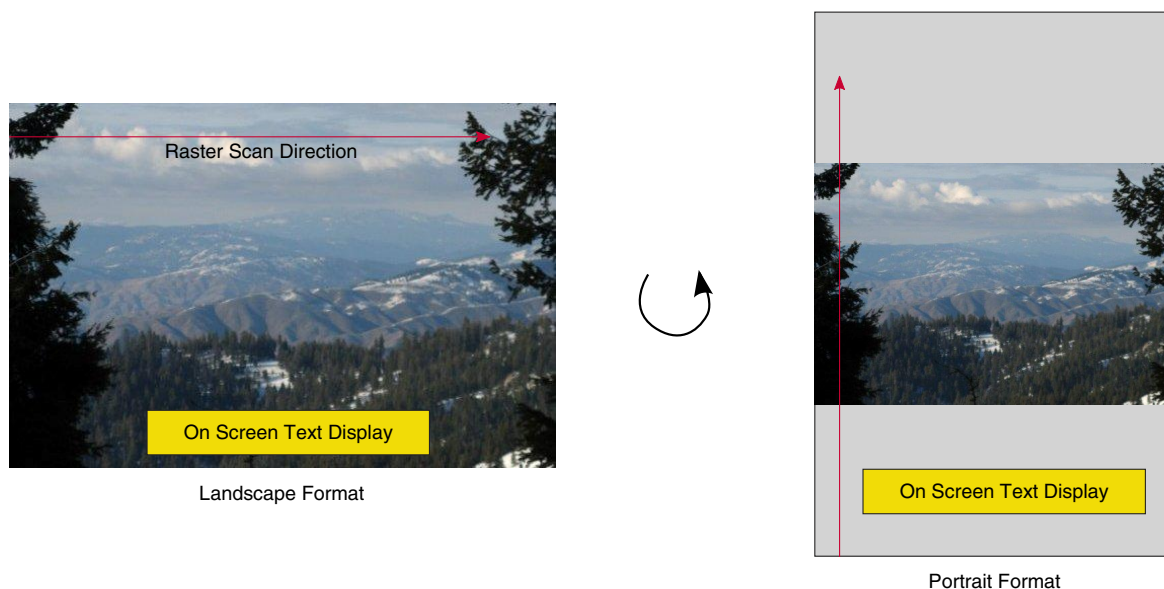 Raster Scan Direction
On Screen Text Display
Landscape Format
On Screen Text Display
Portrait Format